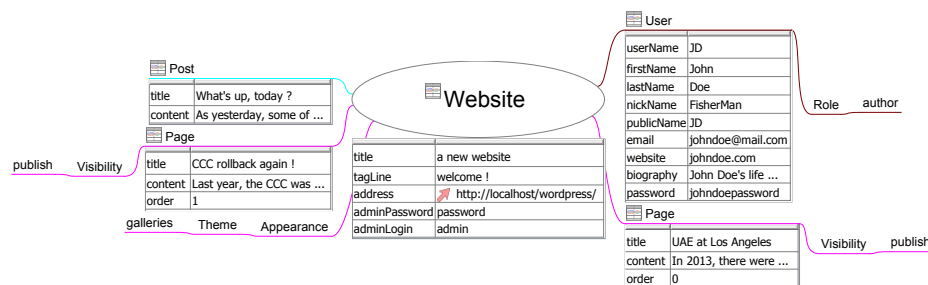 Website
title a new website
tagLine welcome !
address http://localhost/wordpress/
adminPassword password
adminLogin admin
Post
title What's up, today ?
content As yesterday, some of ...
Page
title CCC rollback again !
content Last year, the CCC was ...
order 1
Visibility
publish
Appearance
Theme
galleries
User
userName JD
firstName John
lastName Doe
nickName FisherMan
publicName JD
email johndoe@mail.com
website johndoe.com
biography John Doe's life ...
password johndoepassword
Role
author
Page
title UAE at Los Angeles
content In 2013, there were ...
order 0
Visibility
publish